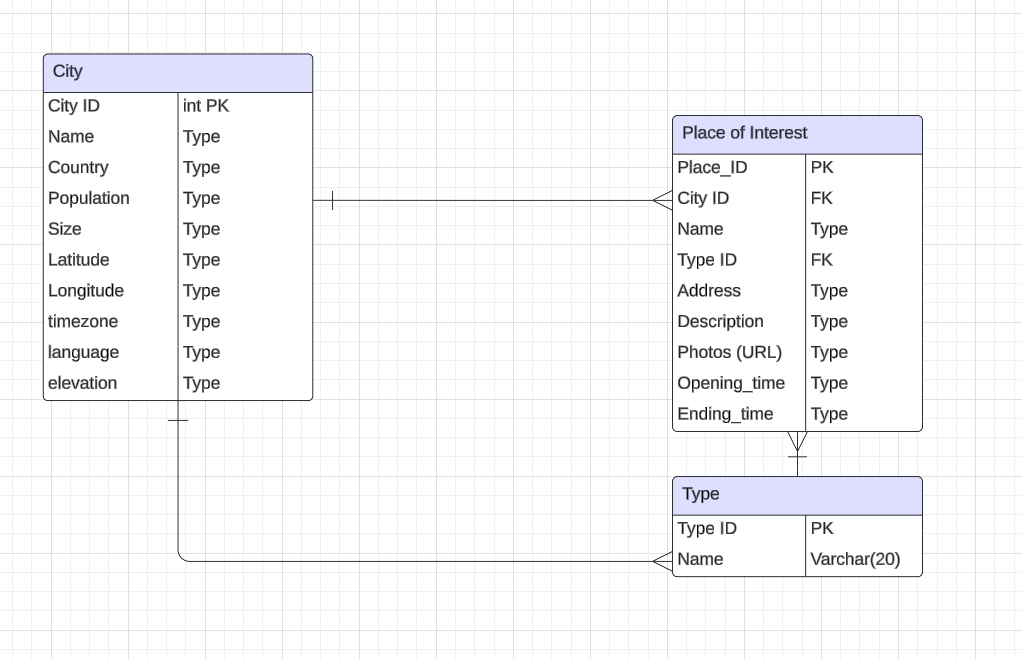 City
City ID int PK
Name Type
Country Type
Population Type
Size Type
Latitude Type
Longitude Type
timezone Type
language Type
elevation Type
Place of Interest
Place_ID PK
City ID FK
Name Type
Type ID FK
Address Type
Description Type
Photos (URL) Type
Opening_time Type
Ending_time Type
Type
Type ID PK
Name Varchar(20)